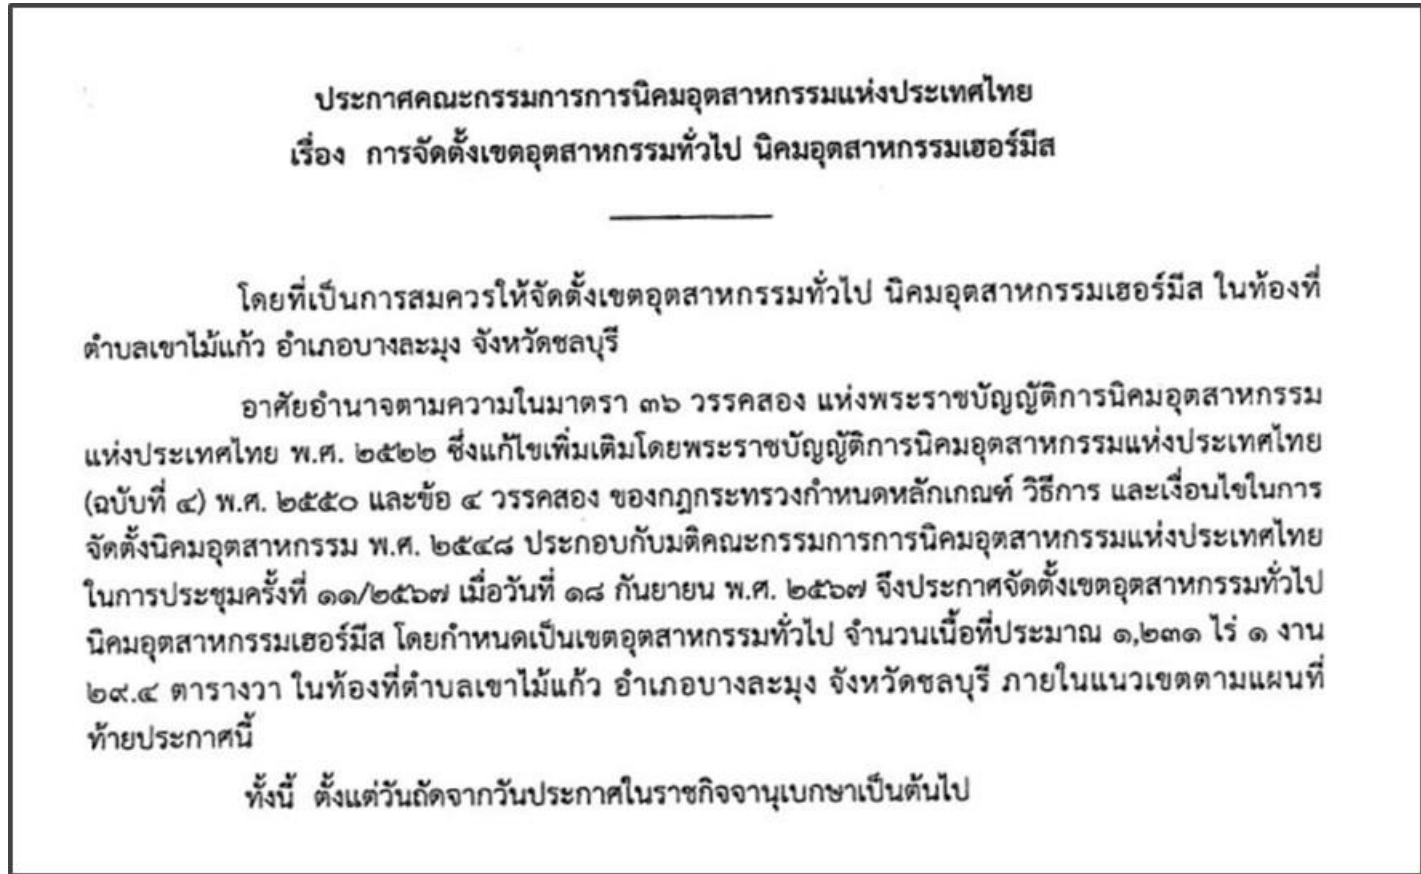 ประกาศคณะกรรมการการนิคมอุตสาหกรรมแห่งประเทศไทย
เรื่อง การจัดตั้งเขตอุตสาหกรรมทั่วไป นิคมอุตสาหกรรมเฮอร์มีส
โดยที่เป็นการสมควรให้จัดตั้งเขตอุตสาหกรรมทั่วไป นิคมอุตสาหกรรมเฮอร์มีส ในท้องที่
ตำบลเขาไม้แก้ว อำเภอบางละมุง จังหวัดชลบุรี
อาศัยอำนาจตามความในมาตรา ๓๖ วรรคสอง แห่งพระราชบัญญัติการนิคมอุตสาหกรรม
แห่งประเทศไทย พ.ศ. ๒๕๒๒ ซึ่งแก้ไขเพิ่มเติมโดยพระราชบัญญัติการนิคมอุตสาหกรรมแห่งประเทศไทย
(ฉบับที่ ๔) พ.ศ. ๒๕๕๐ และข้อ ๔ วรรคสอง ของกฎกระทรวงกำหนดหลักเกณฑ์ วิธีการ และเงื่อนไขในการ
จัดตั้งนิคมอุตสาหกรรม พ.ศ. ๒๕๔๘ ประกอบกับมติคณะกรรมการการนิคมอุตสาหกรรมแห่งประเทศไทย
ในการประชุมครั้งที่ ๑๑/๒๕๖๗ เมื่อวันที่ ๑๘ กันยายน พ.ศ. ๒๕๖๗ จึงประกาศจัดตั้งเขตอุตสาหกรรมทั่วไป
นิคมอุตสาหกรรมเฮอร์มีส โดยกำหนดเป็นเขตอุตสาหกรรมทั่วไป จำนวนเนื้อที่ประมาณ ๑,๒๓๑ ไร่ ๑ งาน
๒๙.๔ ตารางวา ในท้องที่ตำบลเขาไม้แก้ว อำเภอบางละมุง จังหวัดชลบุรี ภายในแนวเขตตามแผนที่
ท้ายประกาศนี้
ทั้งนี้ ตั้งแต่วันถัดจากวันประกาศในราชกิจจานุเบกษาเป็นต้นไป